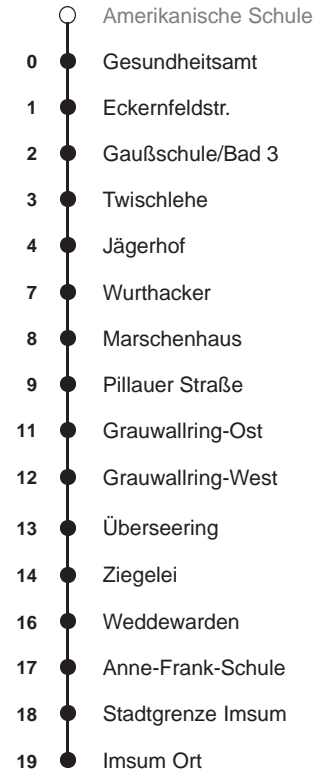 Amerikanische Schule
0 Gesundheitsamt
1 Eckernfeldstr.
2 Gaußschule/Bad 3
3 Twischlehe
4 Jägerhof
7 Wurthacker
8 Marschenhaus
9 Pillauer Straße
11 Grauwallring-Ost
12 Grauwallring-West
13 Überseering
14 Ziegelei
16 Weddewarden
17 Anne-Frank-Schule
18 Stadtgrenze Imsum
19 Imsum Ort